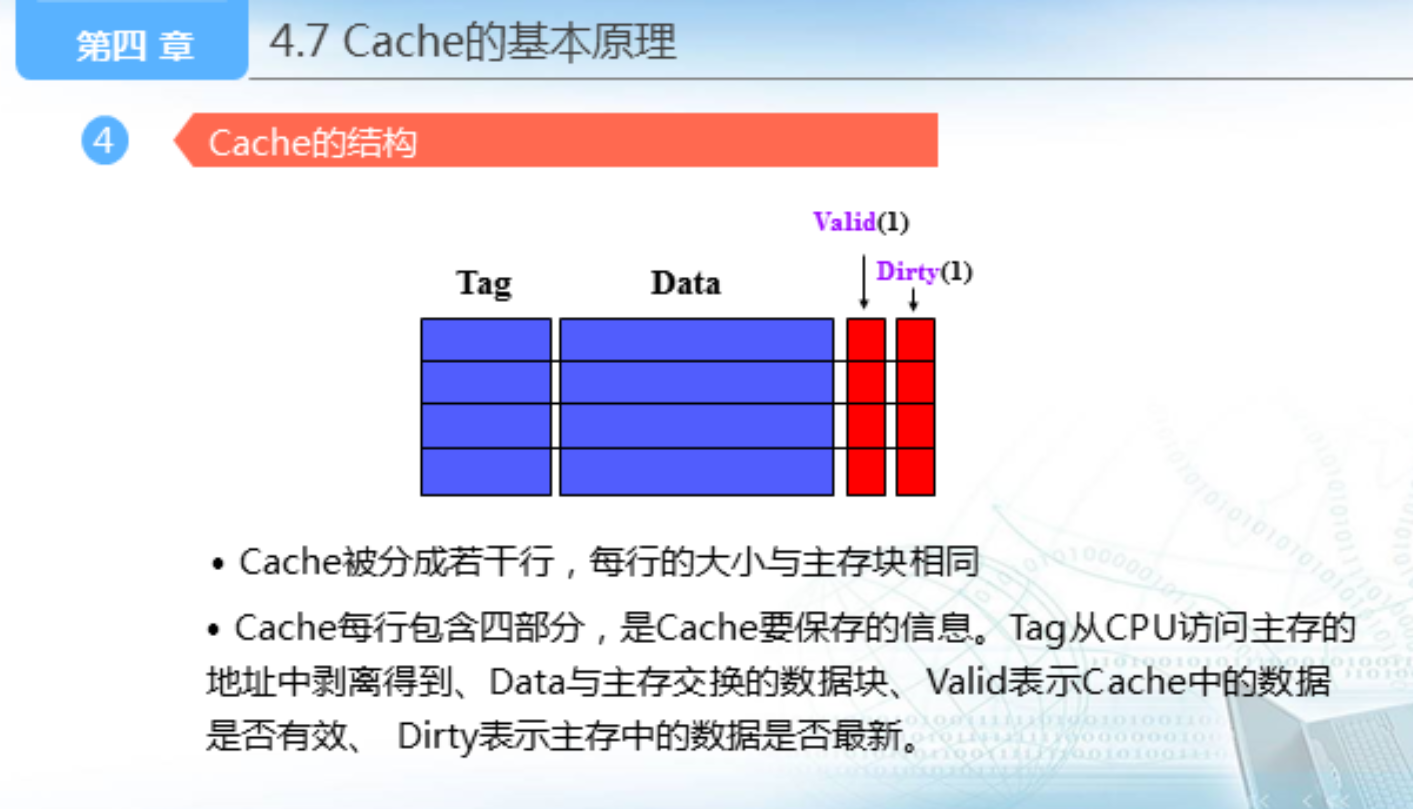 第四 章
4.7 Cache的基本原理
4
Cache的结构
Valid(1)
Dirty(1)
Tag
Data
• Cache被分成若干行，每行的大小与主存块相同
• Cache每行包含四部分，是Cache要保存的信息。Tag从CPU访问主存的
地址中剥离得到、Data与主存交换的数据块、Valid表示Cache中的数据
是否有效、 Dirty表示主存中的数据是否最新。